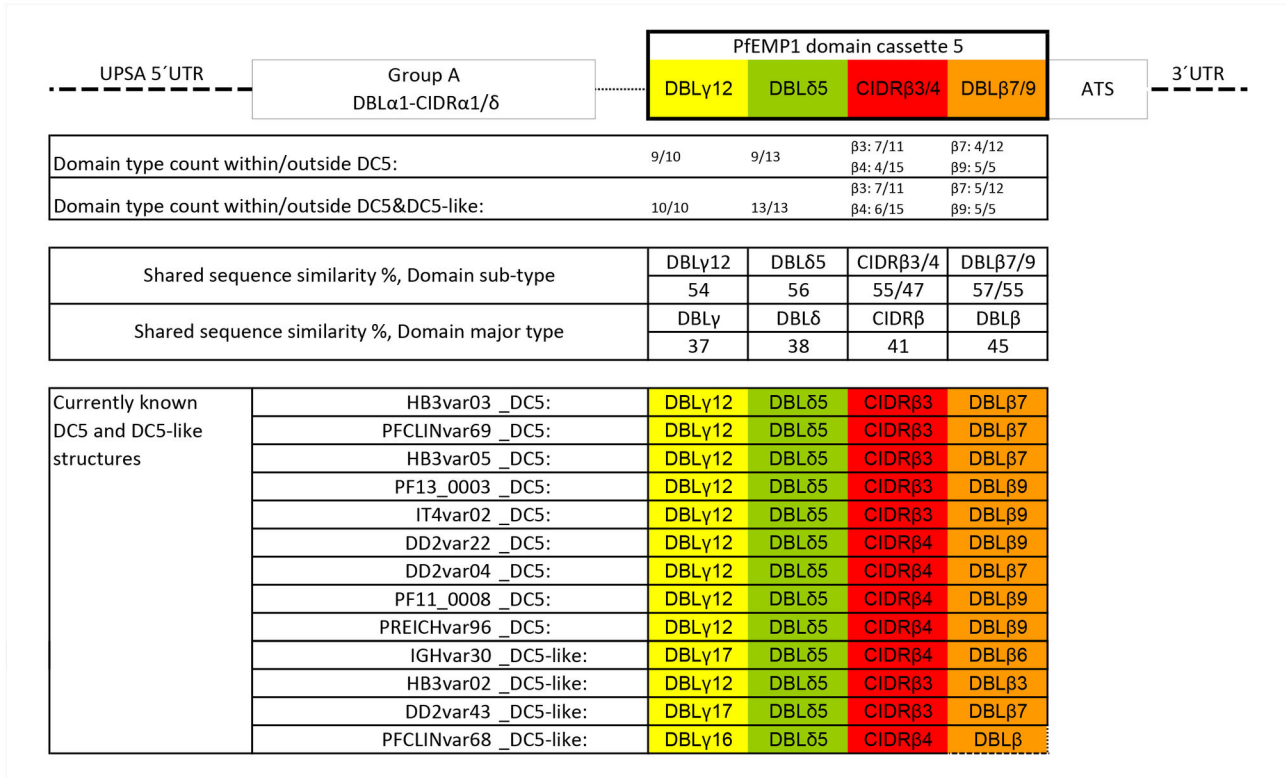 PfEMP1 domain cassette 5
UPSA 5´UTR
Group A
DBLα1-CIDRα1/δ
DBLγ12 DBLδ5 CIDRβ3/4 DBLβ7/9 ATS 3´UTR
Domain type count within/outside DC5: 9/10 9/13 β3: 7/11 β7: 4/12
β4: 4/15 β9: 5/5
Domain type count within/outside DC5&DC5-like: 10/10 13/13 β3: 7/11 β7: 5/12
β4: 6/15 β9: 5/5
Shared sequence similarity %, Domain sub-type DBLγ12 DBLδ5 CIDRβ3/4 DBLβ7/9
54 56 55/47 57/55
Shared sequence similarity %, Domain major type DBLγ DBLδ CIDRβ DBLβ
37 38 41 45
Currently known
DC5 and DC5-like
structures
HB3var03 _DC5: DBLγ12 DBLδ5 CIDRβ3 DBLβ7
PFCLINvar69 _DC5: DBLγ12 DBLδ5 CIDRβ3 DBLβ7
HB3var05 _DC5: DBLγ12 DBLδ5 CIDRβ3 DBLβ7
PF13_0003 _DC5: DBLγ12 DBLδ5 CIDRβ3 DBLβ9
IT4var02 _DC5: DBLγ12 DBLδ5 CIDRβ3 DBLβ9
DD2var22 _DC5: DBLγ12 DBLδ5 CIDRβ4 DBLβ9
DD2var04 _DC5: DBLγ12 DBLδ5 CIDRβ4 DBLβ7
PF11_0008 _DC5: DBLγ12 DBLδ5 CIDRβ4 DBLβ9
PREICHvar96 _DC5: DBLγ12 DBLδ5 CIDRβ4 DBLβ9
IGHvar30 _DC5-like: DBLγ17 DBLδ5 CIDRβ4 DBLβ6
HB3var02 _DC5-like: DBLγ12 DBLδ5 CIDRβ3 DBLβ3
DD2var43 _DC5-like: DBLγ17 DBLδ5 CIDRβ3 DBLβ7
PFCLINvar68 _DC5-like: DBLγ16 DBLδ5 CIDRβ4 DBLβ